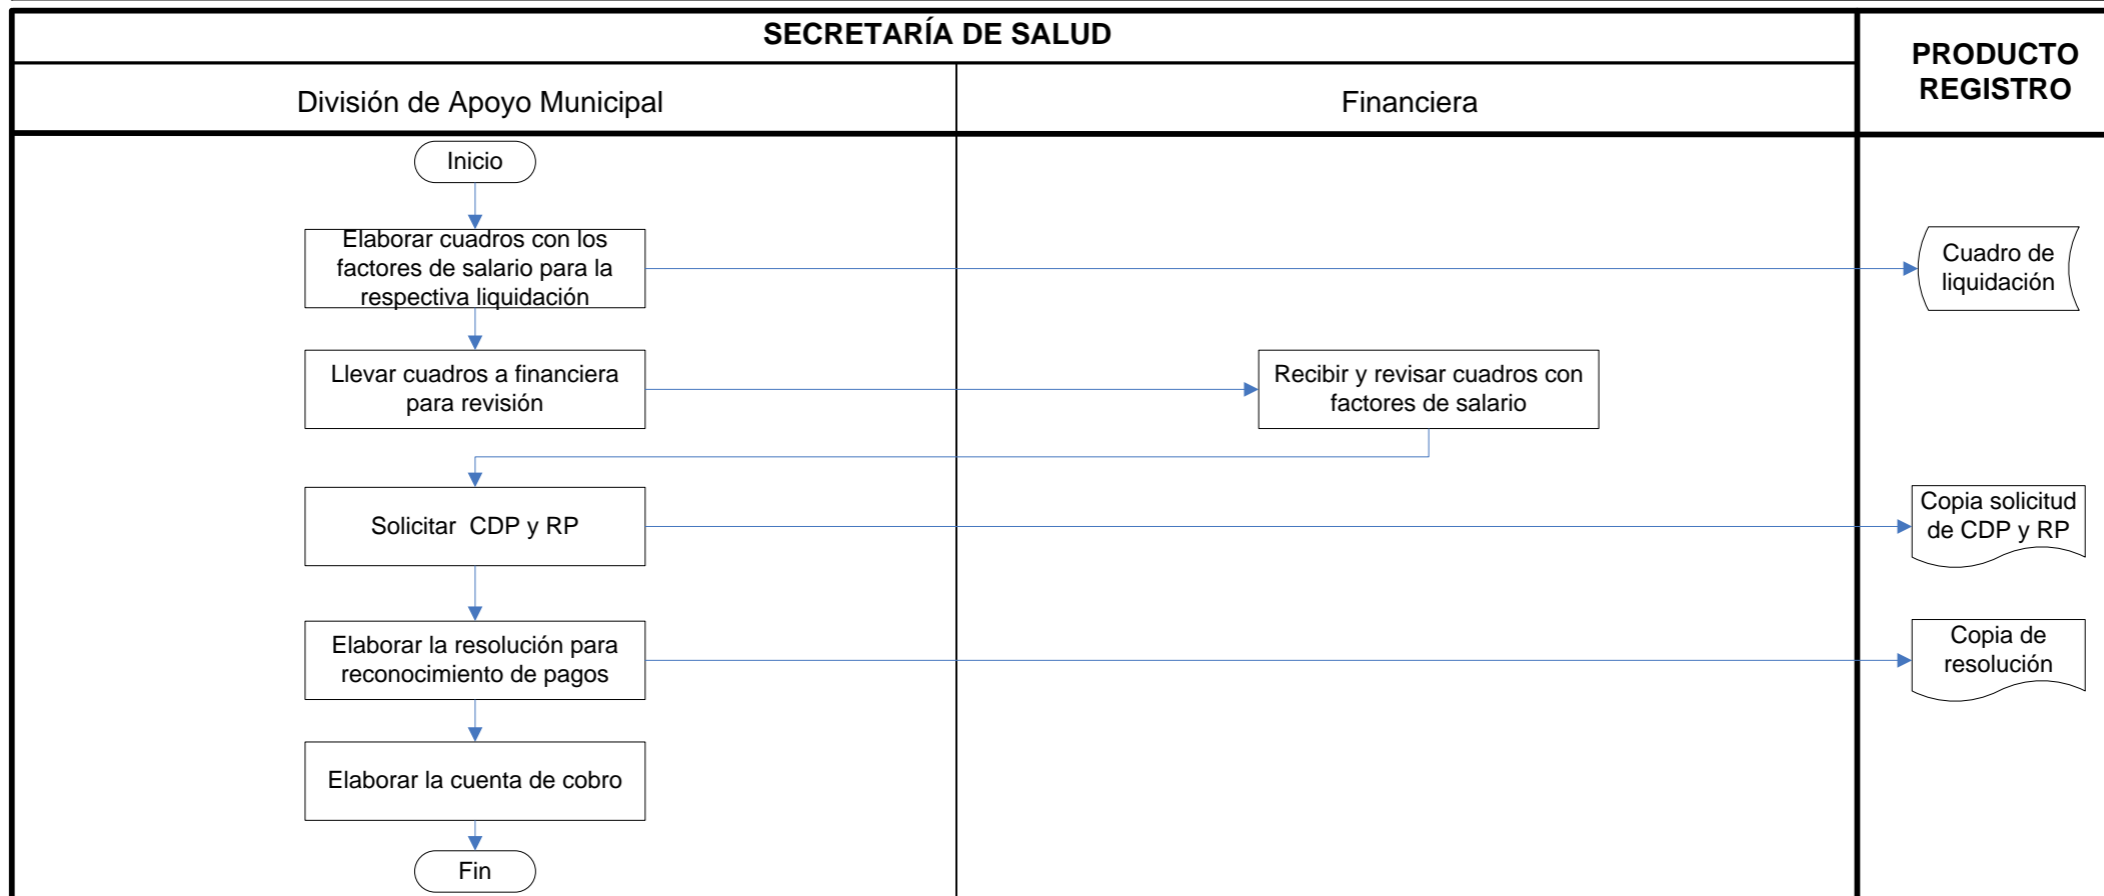 SECRETARÍA DE SALUD
PRODUCTO
REGISTRO
División de Apoyo Municipal
Financiera
Inicio
Elaborar cuadros con los
factores de salario para la
respectiva liquidación
Cuadro de
liquidación
Llevar cuadros a financiera
para revisión
Recibir y revisar cuadros con
factores de salario
Solicitar CDP y RP
Copia solicitud
de CDP y RP
Elaborar la resolución para
reconocimiento de pagos
Copia de
resolución
Elaborar la cuenta de cobro
Fin